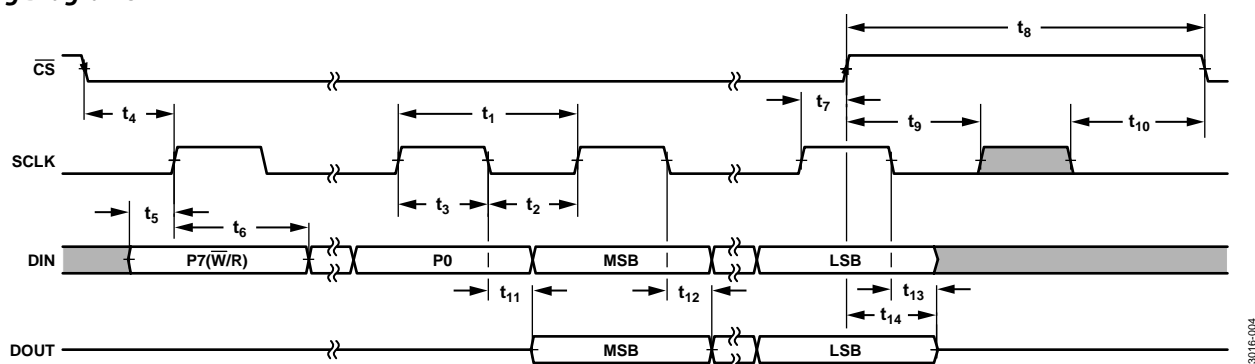 t8
CS
t4
t1
t7
t9
t10
SCLK
t5
t6
t3
t2
DIN
P7(W/R)
P0
MSB
LSB
t11
t12
t13
t14
DOUT
MSB
LSB
3016-004